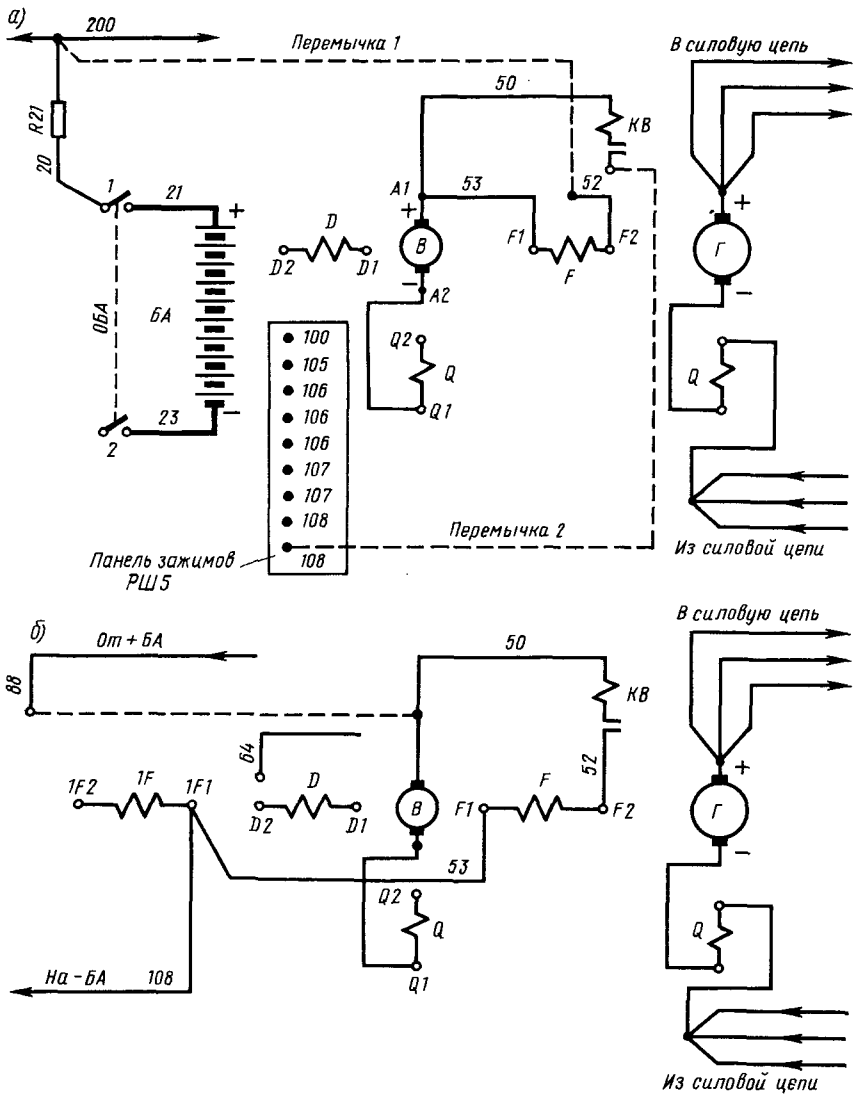 а)
200
Перемычка 1
В силовую цепь
R21
20
1
21
+
50
КВ
A1
53
52
+
+
D
D2
D1
В
F1
F2
F
Г
−
A2
−
ОБА
БА
100
105
106
106
106
107
107
108
108
Q2
Q
Q1
Q
−
23
2
Перемычка 2
Панель зажимов
РШ5
Из силовой цепи
б)
От + БА
В силовую цепь
88
50
КВ
64
52
+
1F2
1F
1F1
D
D2
D1
В
F1
F
F2
Г
−
53
Q2
Q
Q1
Q
На − БА
108
Из силовой цепи